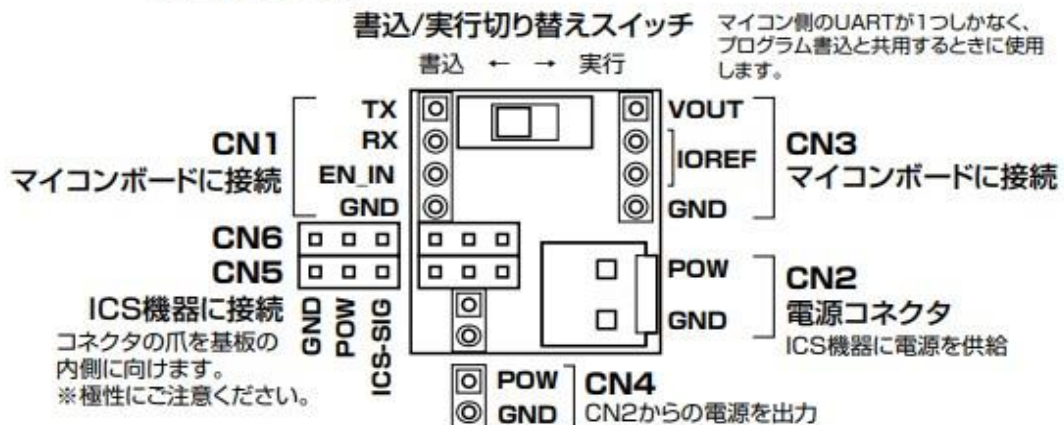 書込/実行切り替えスイッチ
マイコン側のUARTが1つしかなく、
プログラム書込と共用するときに使用
します。
書込 ← → 実行
TX
RX
EN_IN
GND
CN1
マイコンボードに接続
VOUT
IOREF
GND
CN3
マイコンボードに接続
CN6
CN5
ICS機器に接続
コネクタの爪を基板の
内側に向けます。
※極性にご注意ください。
GND
POW
ICS-SIG
POW
GND
CN2
電源コネクタ
ICS機器に電源を供給
POW
GND
CN4
CN2からの電源を出力